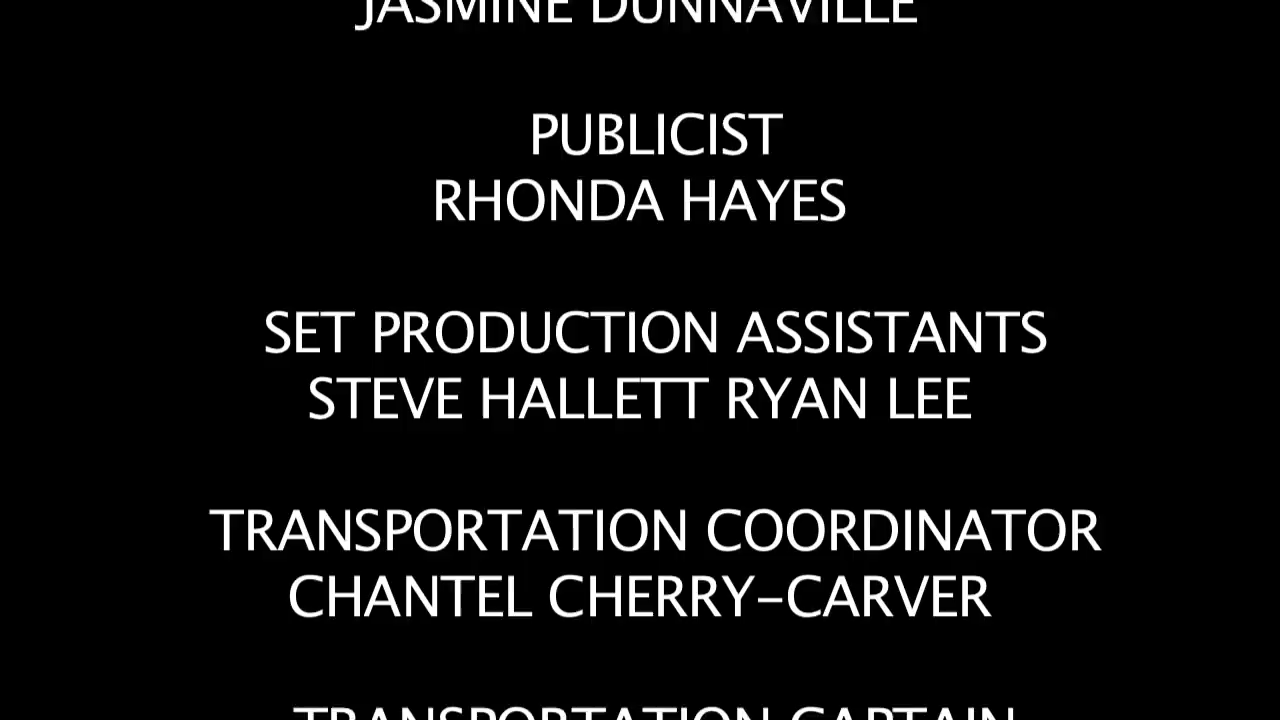 JASMINE DUNNAVILLE
PUBLICIST
RHONDA HAYES
SET PRODUCTION ASSISTANTS
STEVE HALLETT RYAN LEE
TRANSPORTATION COORDINATOR
CHANTEL CHERRY-CARVER
TRANSPORTATION CAPTAIN